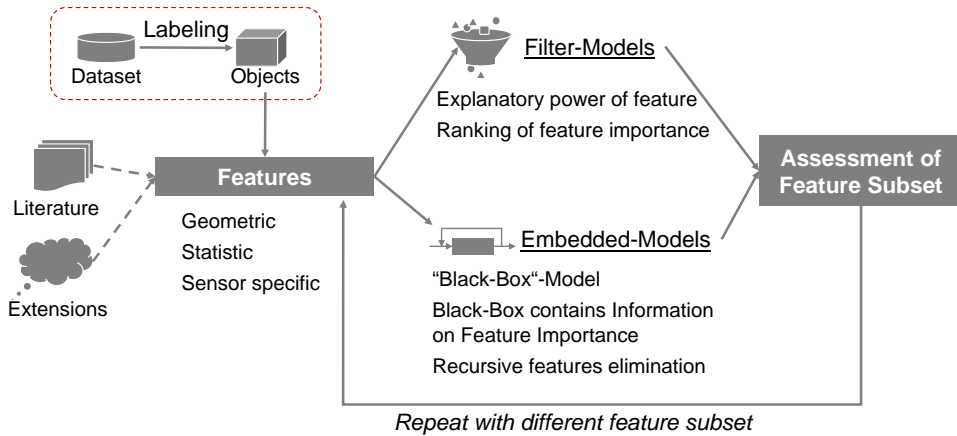 Labeling
Dataset
Objects
Literature
Extensions
Features
Geometric
Statistic
Sensor specific
Filter-Models
Explanatory power of feature
Ranking of feature importance
Embedded-Models
“Black-Box“-Model
Black-Box contains Information
on Feature Importance
Recursive features elimination
Assessment of
Feature Subset
Repeat with different feature subset